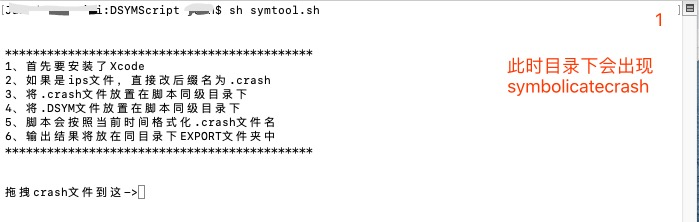 i:DSYMScript $ sh symtool.sh
1
******************************************
1、首先要安装了Xcode
2、如果是ips文件，直接改后缀名为.crash
3、将.crash文件放置在脚本同级目录下
4、将.DSYM文件放置在脚本同级目录下
5、脚本会按照当前时间格式化.crash文件名
6、输出结果将放在同目录下EXPORT文件夹中
******************************************
此时目录下会出现
symbolicatecrash
拖拽crash文件到这->